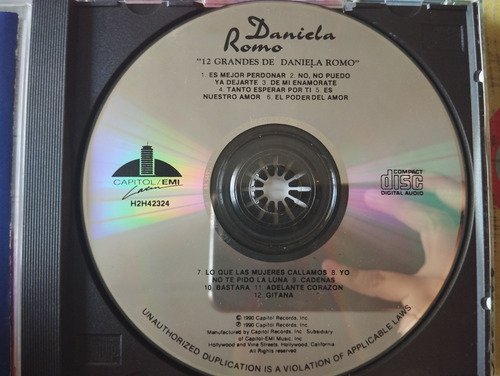 Daniela
Romo
"12 GRANDES DE DANIELA ROMO"
1. ES MEJOR PERDONAR 2. NO, NO PUEDO
YA DEJARTE 3. DE MI ENAMORATE
4. TANTO ESPERAR POR TI 5. ES
NUESTRO AMOR 6. EL PODER DEL AMOR
CAPITOL/EMI
Latin
H2H42324
COMPACT
disc
DIGITAL AUDIO
7. LO QUE LAS MUJERES CALLAMOS 8. YO
NO TE PIDO LA LUNA 9. CADENAS
10. BASTARA 11. ADELANTE CORAZON
12. GITANA
© 1990 Capitol Records, Inc.
℗ 1990 Capitol Records, Inc.
Manufactured by Capitol Records, Inc. Subsidiary
of Capitol-EMI Music, Inc
Hollywood and Vine Streets, Hollywood, California
All Rights reserved
UNAUTHORIZED DUPLICATION IS A VIOLATION OF APPLICABLE LAWS.